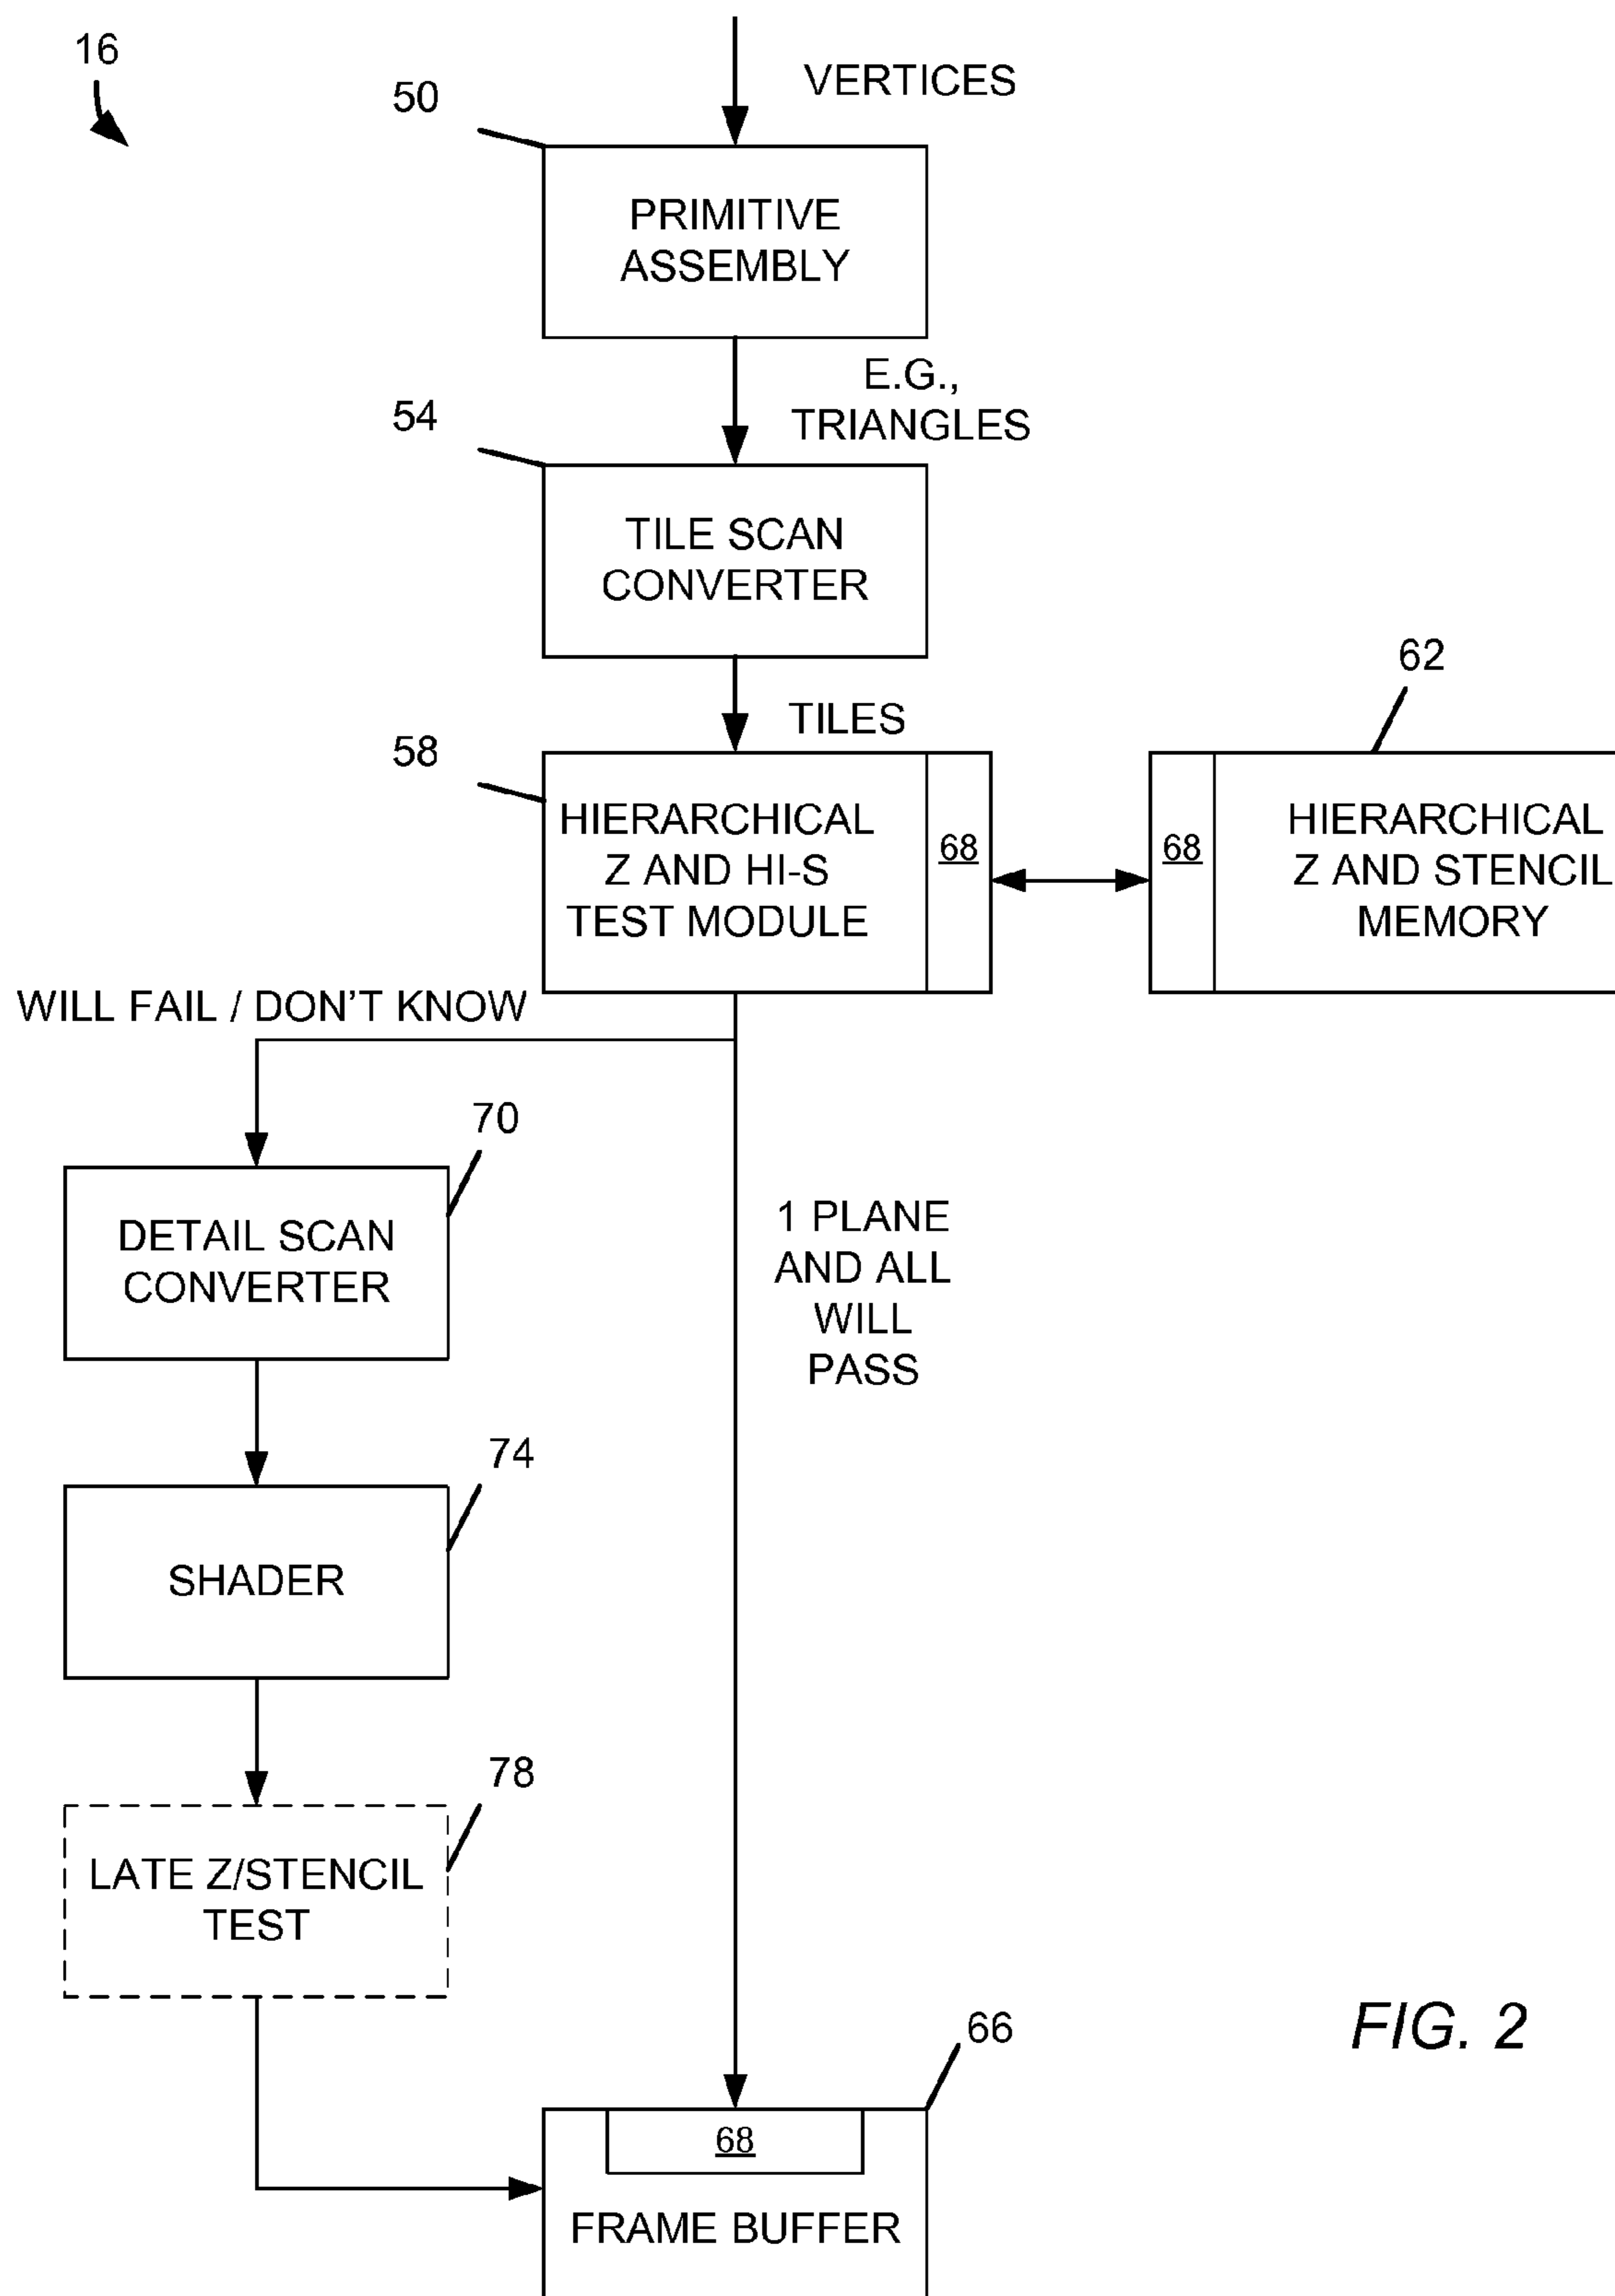 16
VERTICES
50
PRIMITIVE
ASSEMBLY
E.G.,
TRIANGLES
54
TILE SCAN
CONVERTER
TILES
62
58
HIERARCHICAL
Z AND HI-S
TEST MODULE
68
68
HIERARCHICAL
Z AND STENCIL
MEMORY
WILL FAIL / DON'T KNOW
70
DETAIL SCAN
CONVERTER
1 PLANE
AND ALL
WILL
PASS
74
SHADER
78
LATE Z/STENCIL
TEST
66
68
FRAME BUFFER
FIG. 2